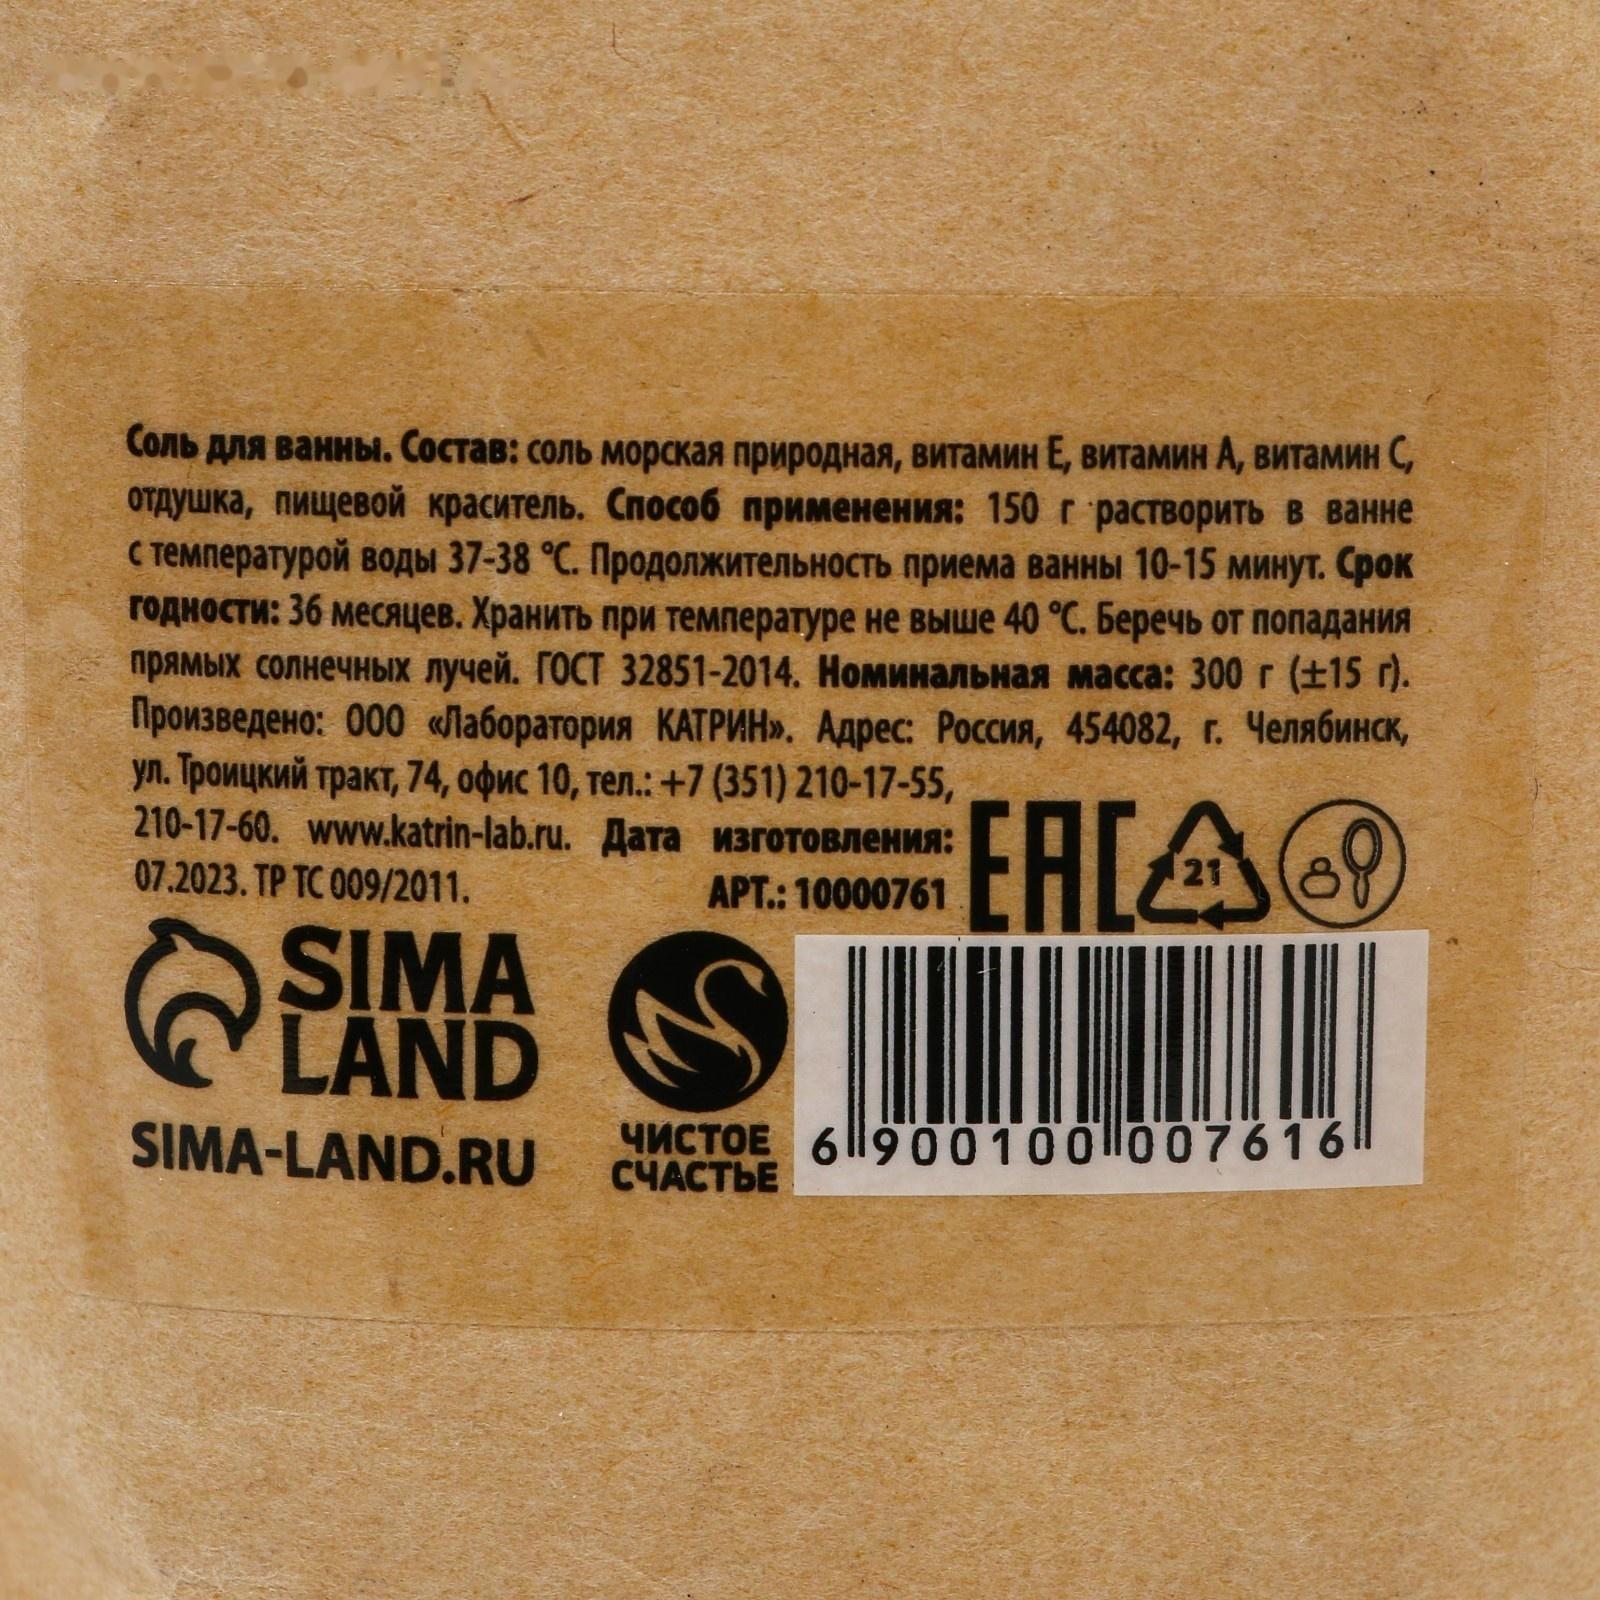 Соль для ванны. Состав: соль морская природная, витамин Е, витамин А, витамин С,
отдушка, пищевой краситель. Способ применения: 150 г растворить в ванне
с температурой воды 37-38 °С. Продолжительность приема ванны 10-15 минут. Срок
годности: 36 месяцев. Хранить при температуре не выше 40 °С. Беречь от попадания
прямых солнечных лучей. ГОСТ 32851-2014. Номинальная масса: 300 г (±15 г).
Произведено: ООО «Лаборатория КАТРИН». Адрес: Россия, 454082, г. Челябинск,
ул. Троицкий тракт, 74, офис 10, тел.: +7 (351) 210-17-55,
210-17-60. www.katrin-lab.ru. Дата изготовления:
07.2023. ТР ТС 009/2011. АРТ.: 10000761
EAC
21
SIMA
LAND
SIMA-LAND.RU
ЧИСТОЕ
СЧАСТЬЕ
6 900100 007616